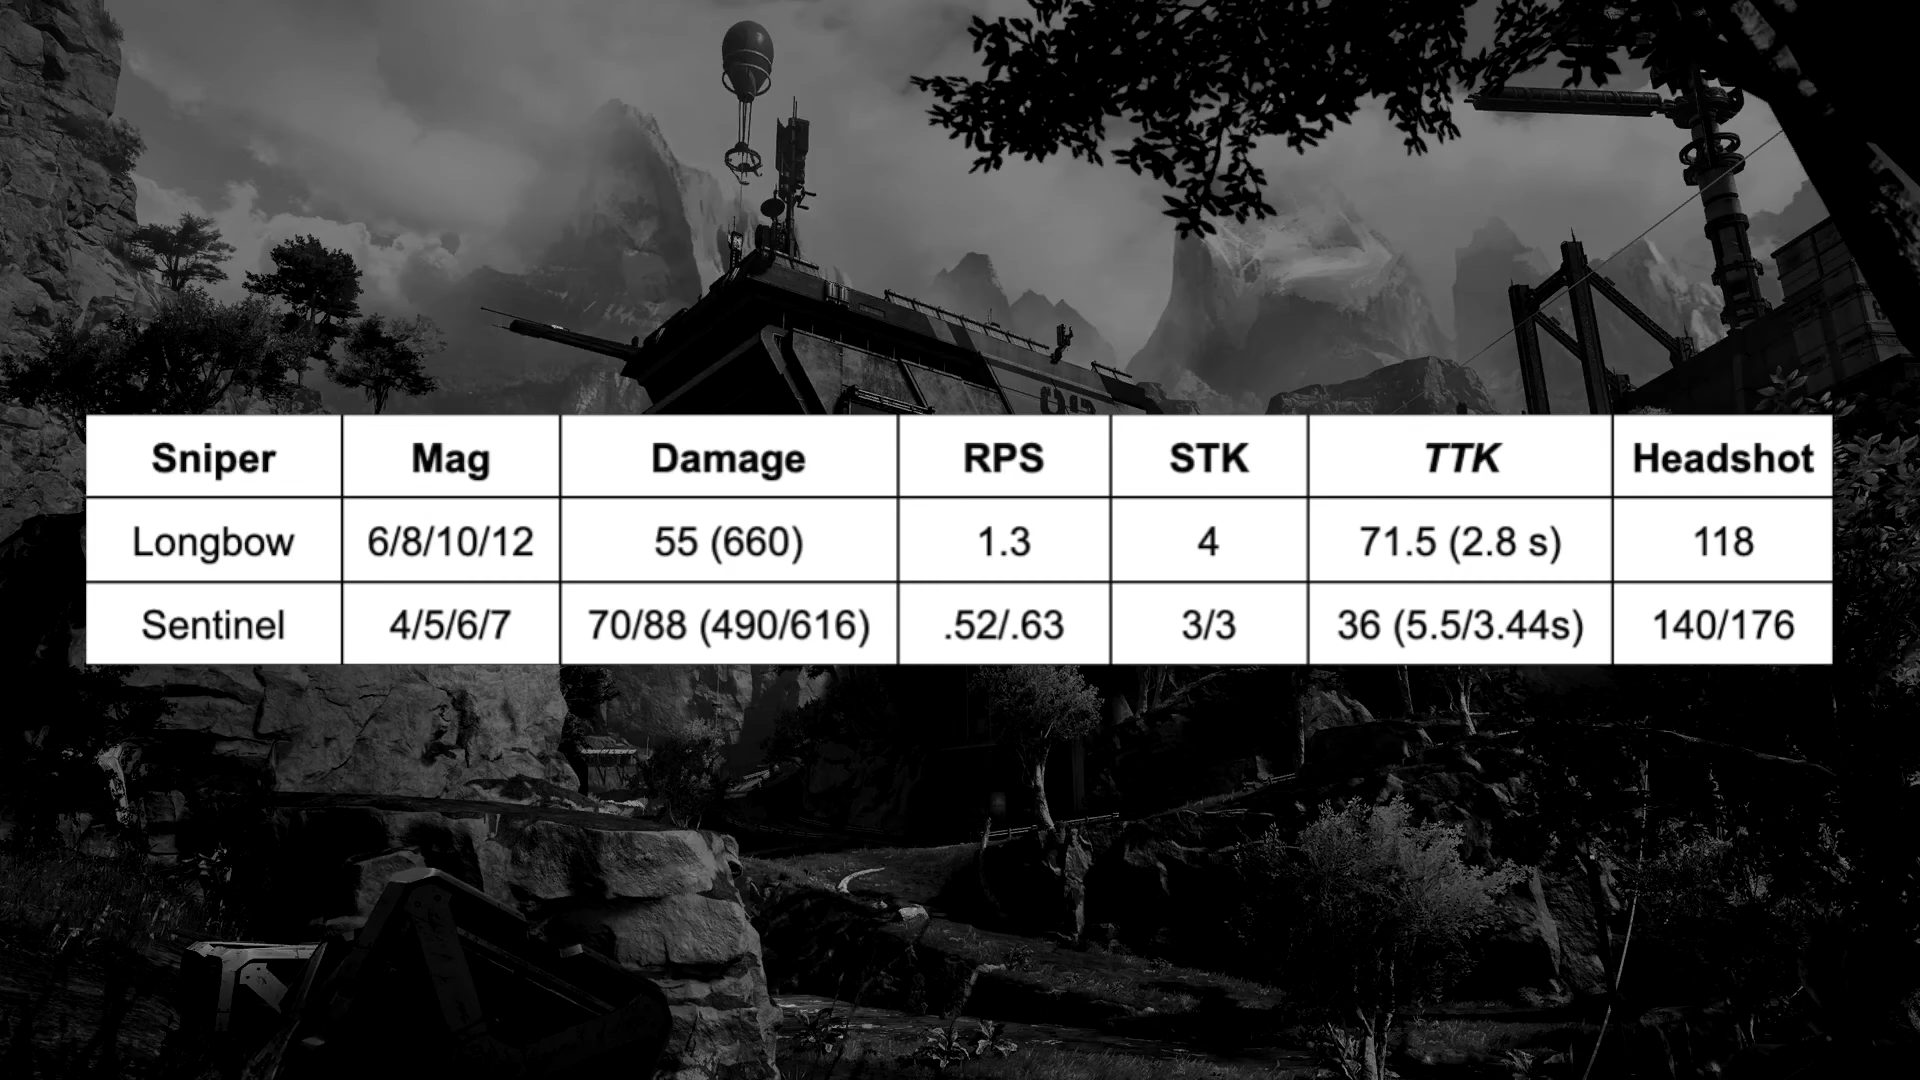 Sniper Mag Damage RPS STK TTK Headshot
Longbow 6/8/10/12 55 (660) 1.3 4 71.5 (2.8 s) 118
Sentinel 4/5/6/7 70/88 (490/616) .52/.63 3/3 36 (5.5/3.44s) 140/176